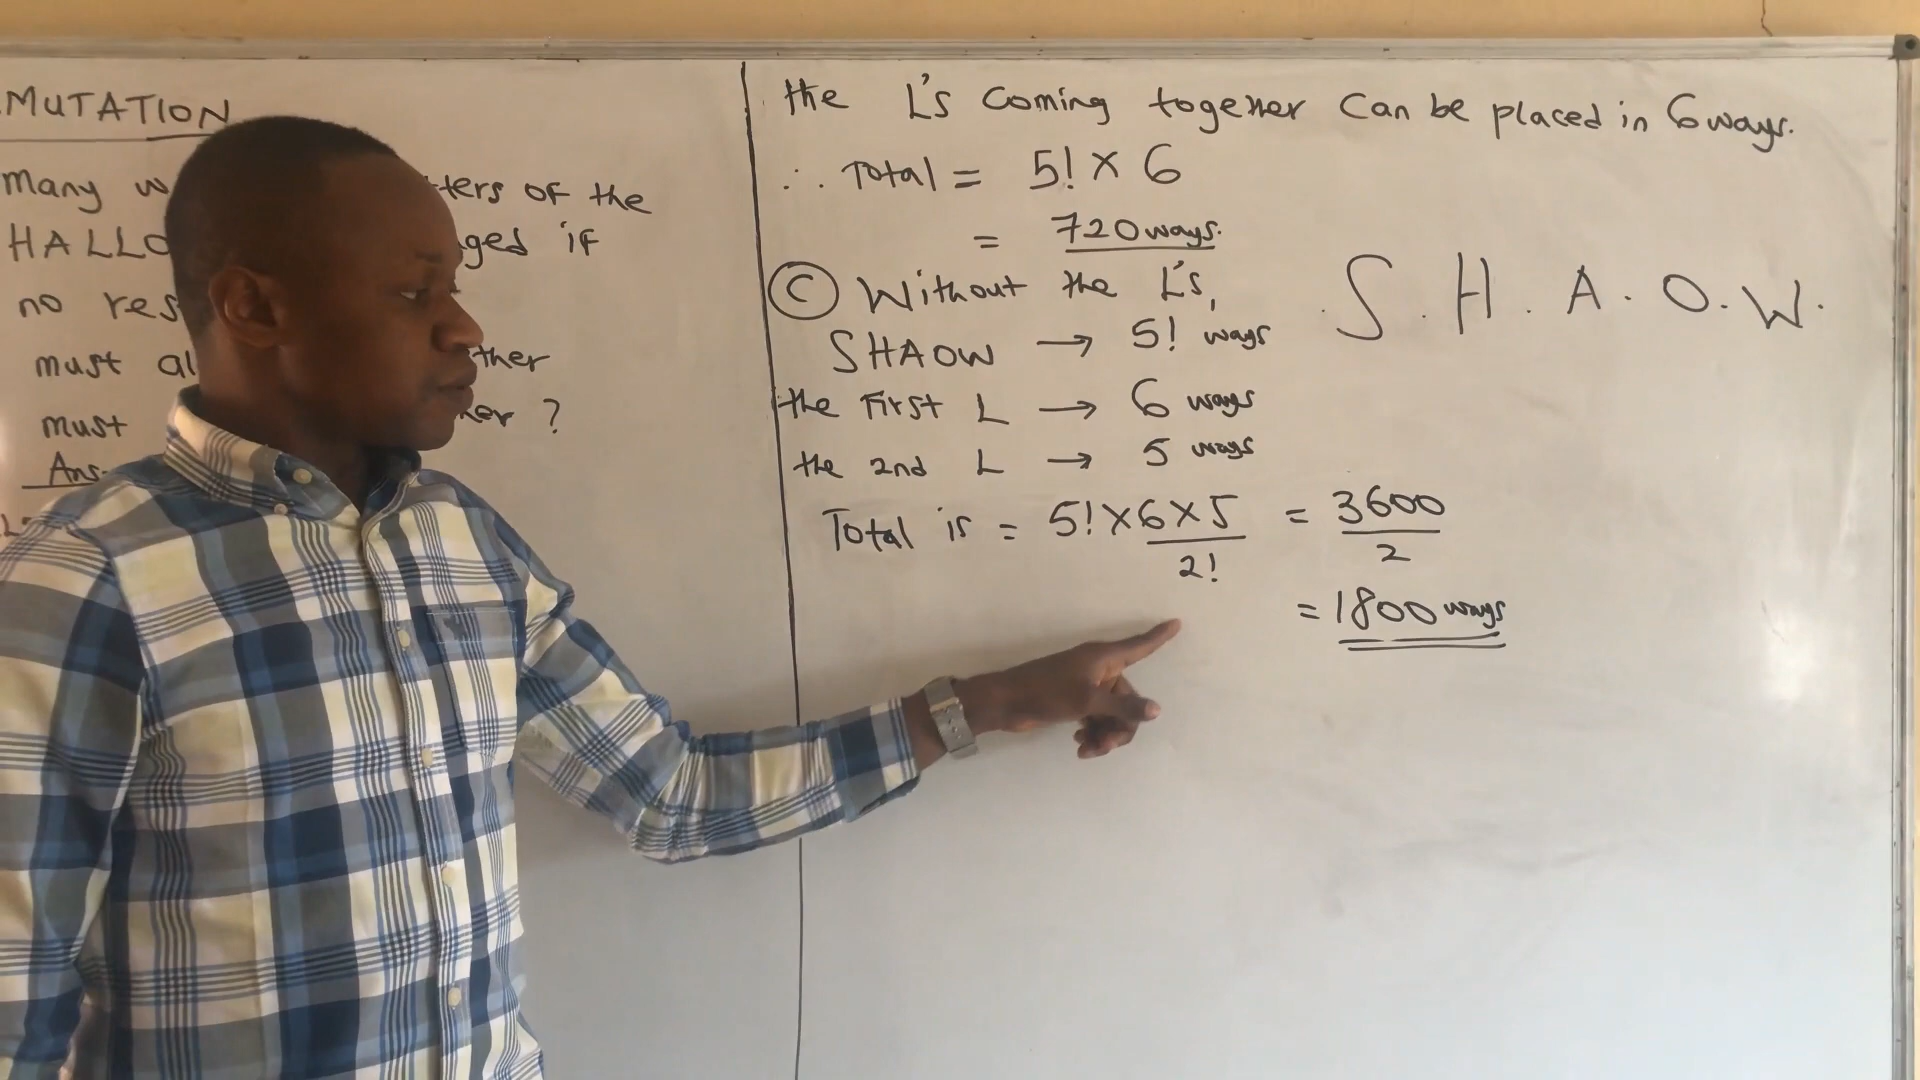 MUTATION
many w ters of the
HALLO ged if
no res
must al ther
must her ?
Ans
the L's coming together can be placed in 6 ways.
∴ Total = 5! × 6
= 720 ways.
(C) Without the L's,
SHAOW → 5! ways
the First L → 6 ways
the 2nd L → 5 ways
Total is = 5! × 6 × 5 / 2! = 3600 / 2
= 1800 ways
. S . H . A . O . W .